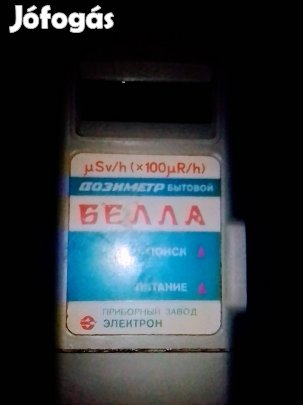 Jófogás
µSv/h (×100µR/h)
ДОЗИМЕТР БЫТОВОЙ
БЕЛЛА
ПОИСК
ПИТАНИЕ
ПРИБОРНЫЙ ЗАВОД
ЭЛЕКТРОН